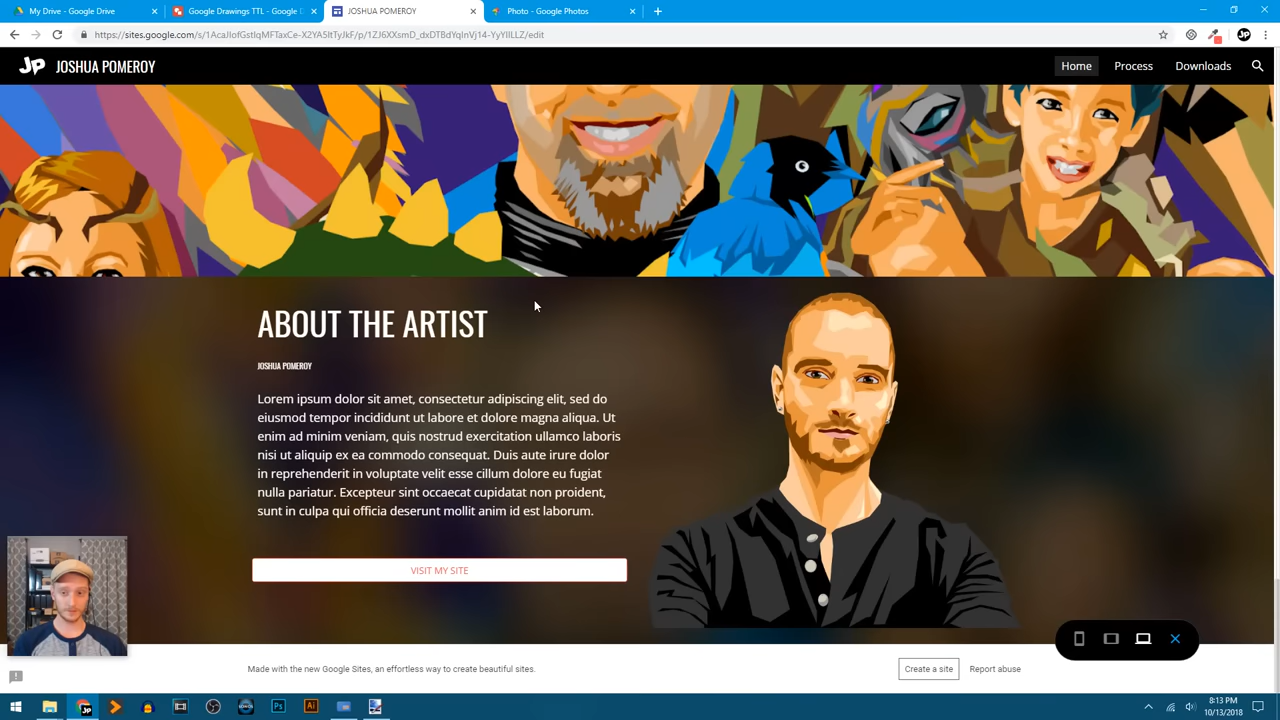 My Drive - Google Drive
Google Drawings TTL - Google D
JOSHUA POMEROY
Photo - Google Photos
https://sites.google.com/s/1AcaJIofGstIqMFTaxCe-X2YA5ltTyJkF/p/1ZJ6XXsmD_dxDTBdYqlnVj14-YyYIlLLZ/edit
JP
JP JOSHUA POMEROY
Home
Process
Downloads
ABOUT THE ARTIST
JOSHUA POMEROY
Lorem ipsum dolor sit amet, consectetur adipiscing elit, sed do
eiusmod tempor incididunt ut labore et dolore magna aliqua. Ut
enim ad minim veniam, quis nostrud exercitation ullamco laboris
nisi ut aliquip ex ea commodo consequat. Duis aute irure dolor
in reprehenderit in voluptate velit esse cillum dolore eu fugiat
nulla pariatur. Excepteur sint occaecat cupidatat non proident,
sunt in culpa qui officia deserunt mollit anim id est laborum.
VISIT MY SITE
Made with the new Google Sites, an effortless way to create beautiful sites.
Create a site
Report abuse
Ps
Ai
8:13 PM
10/13/2018